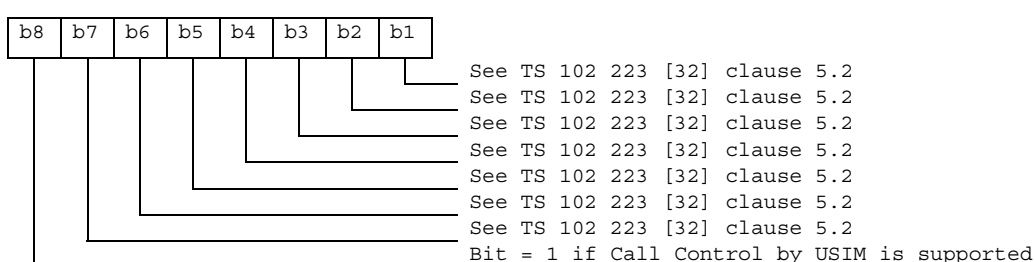 b8 b7 b6 b5 b4 b3 b2 b1
See TS 102 223 [32] clause 5.2
See TS 102 223 [32] clause 5.2
See TS 102 223 [32] clause 5.2
See TS 102 223 [32] clause 5.2
See TS 102 223 [32] clause 5.2
See TS 102 223 [32] clause 5.2
See TS 102 223 [32] clause 5.2
Bit = 1 if Call Control by USIM is supported